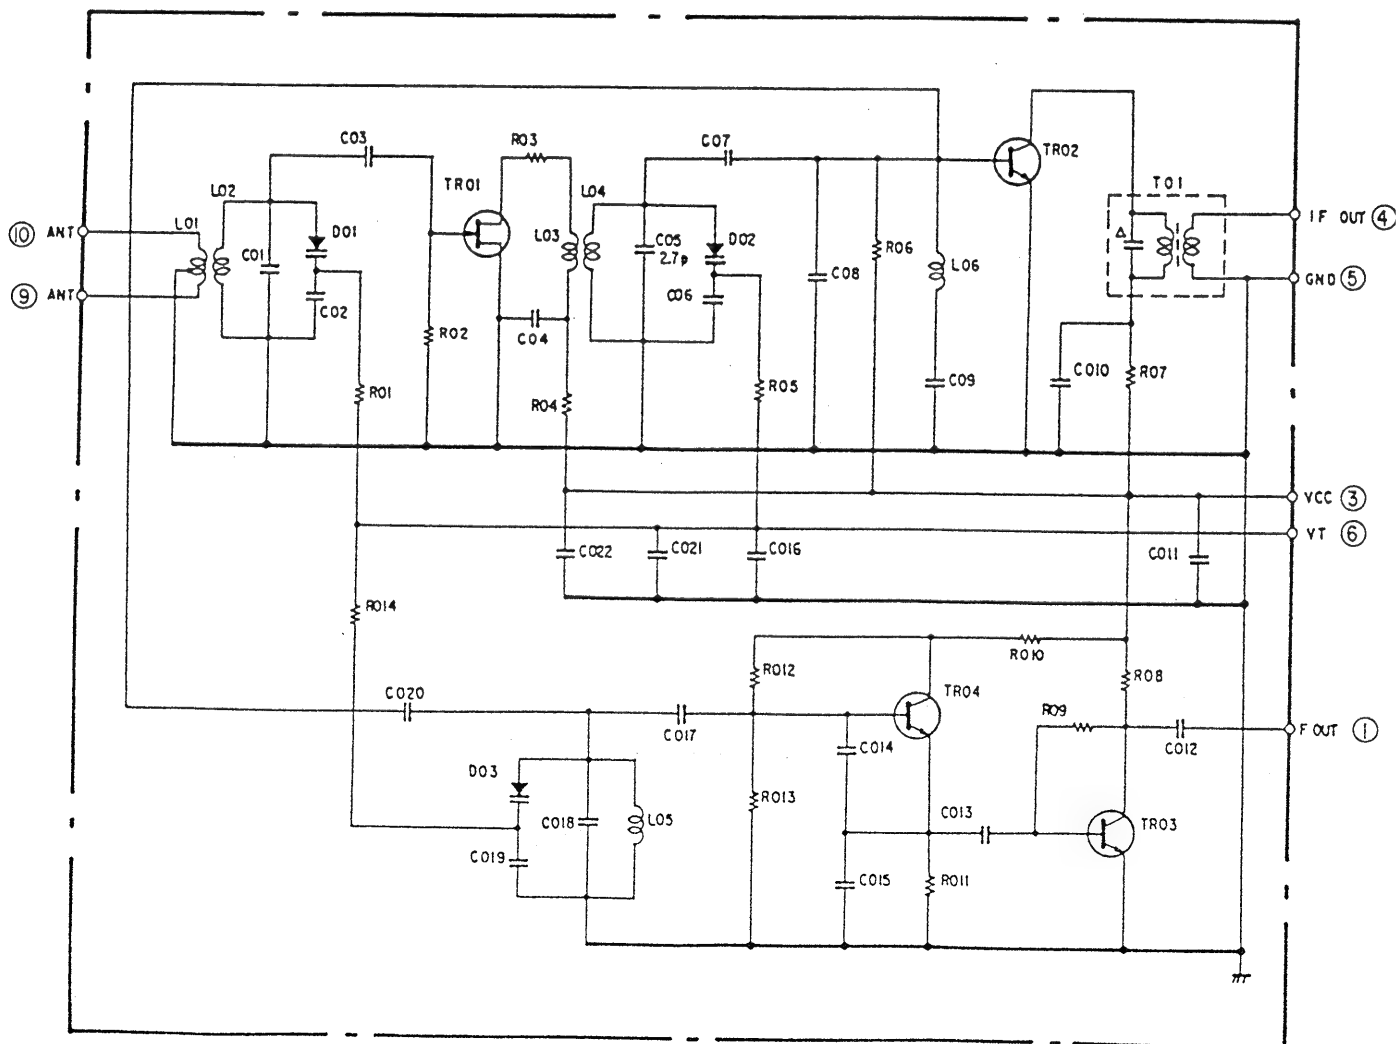 C03
R03
C07
TR02
TR01
T01
L02
L04
L01
IF OUT ④
⑩ ANT
D01
L03
C05
2.7p
D02
Δ
C01
R06
L06
C08
GND ⑤
⑨ ANT
C02
C06
R02
C04
C010
R07
R01
R04
R05
C09
VCC ③
VT ⑥
C022
C021
C016
C011
R014
R010
R012
R08
C020
TR04
R09
F OUT ①
C017
C014
C012
D03
R013
C013
C018
L05
TR03
C019
C015
R011